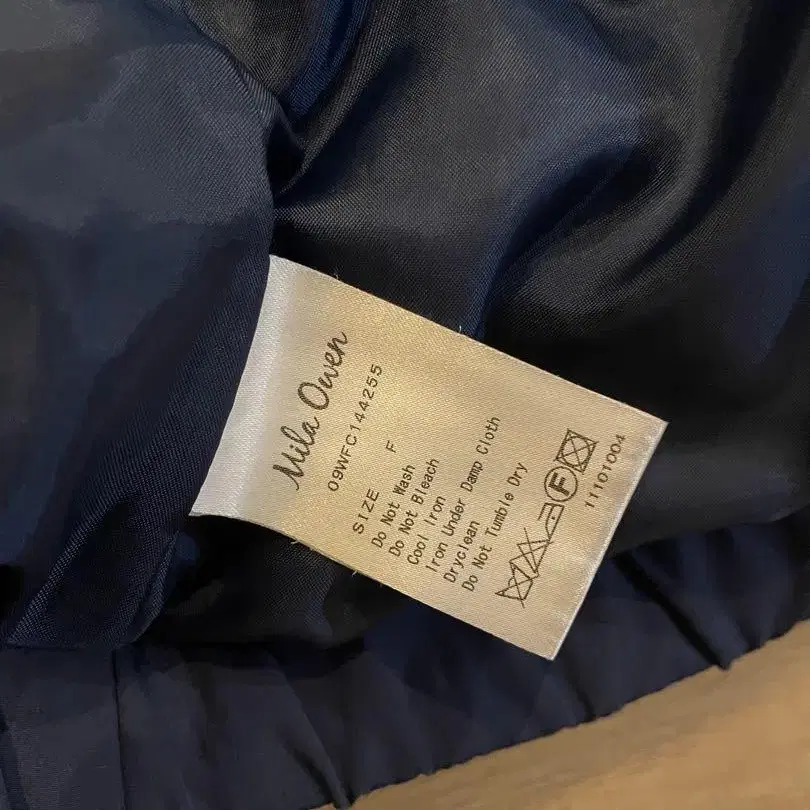 Mila Owen
09WFC144255
SIZE F
Do Not Wash
Do Not Bleach
Cool Iron
Iron Under Damp Cloth
Dryclean
Do Not Tumble Dry
F
11101004